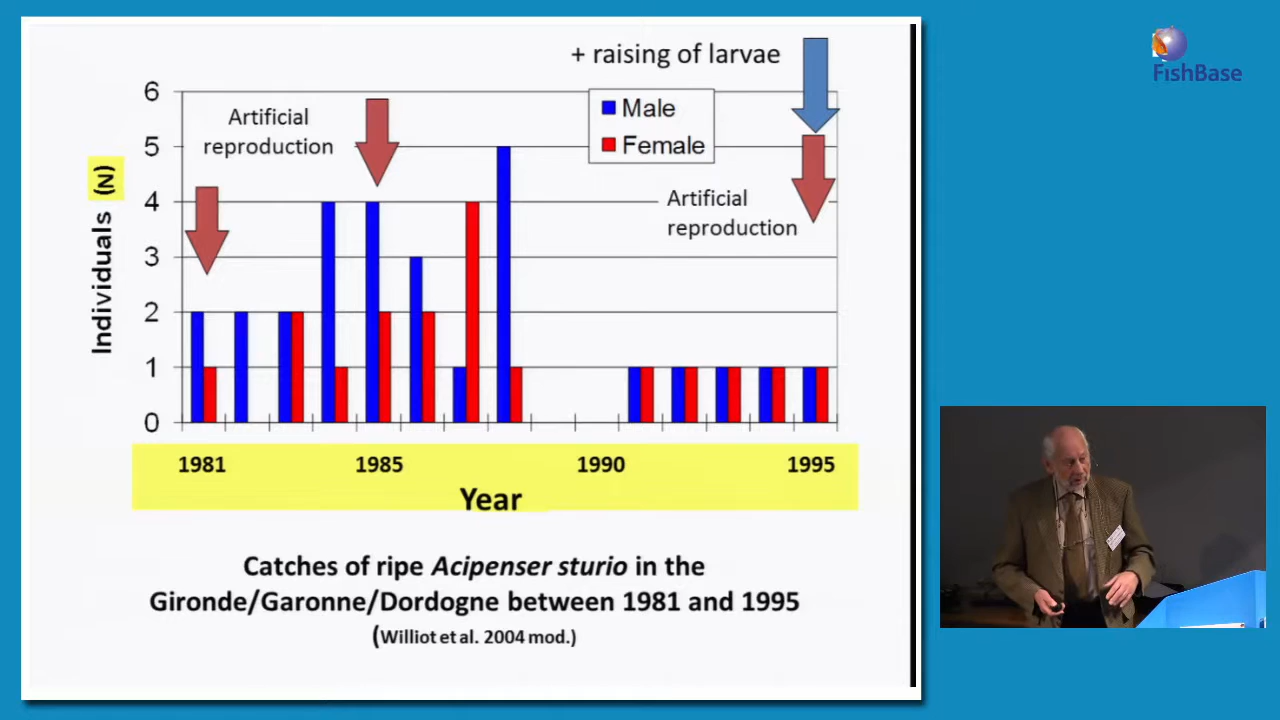 FishBase
+ raising of larvae
Artificial
reproduction
Male
Female
Artificial
reproduction
6
5
4
3
2
1
0
Individuals (N)
1981
1985
1990
1995
Year
Catches of ripe Acipenser sturio in the
Gironde/Garonne/Dordogne between 1981 and 1995
(Williot et al. 2004 mod.)